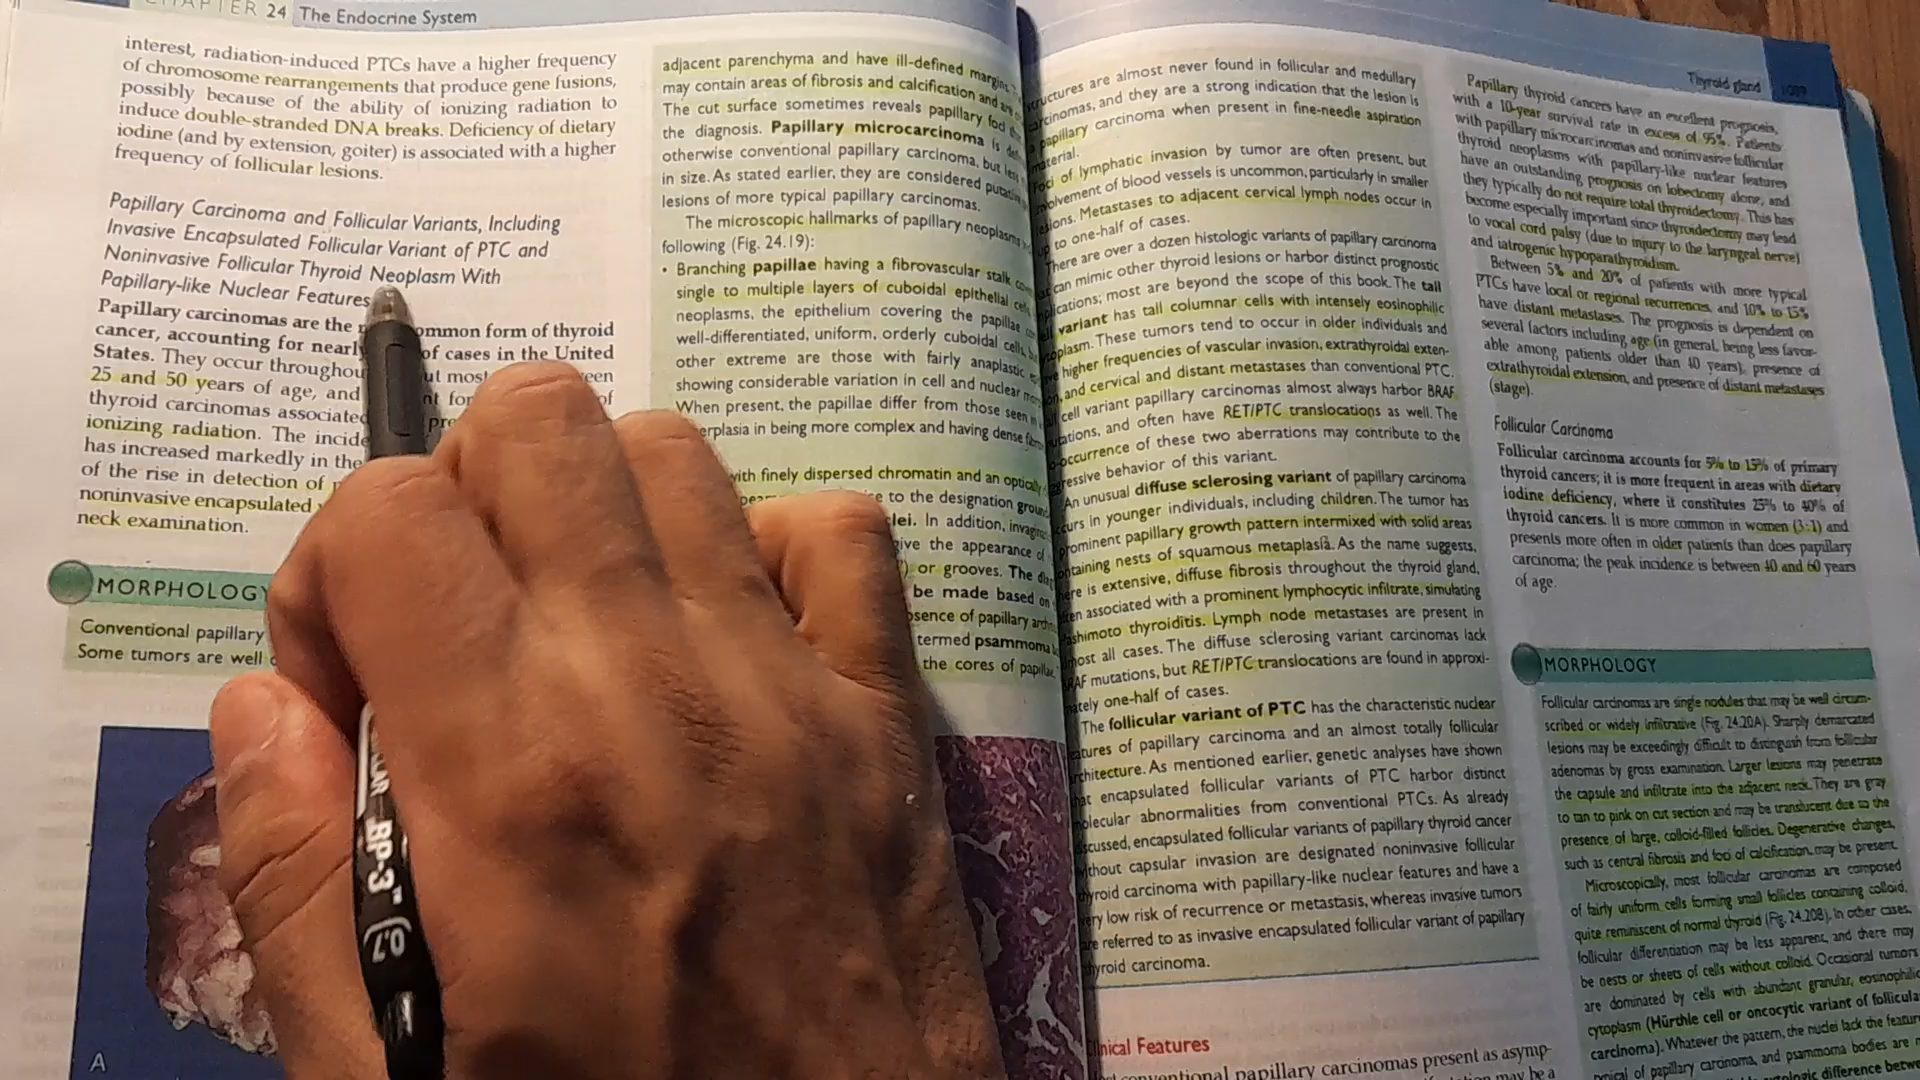 CHAPTER 24 The Endocrine System
interest, radiation-induced PTCs have a higher frequency
of chromosome rearrangements that produce gene fusions,
possibly because of the ability of ionizing radiation to
induce double-stranded DNA breaks. Deficiency of dietary
iodine (and by extension, goiter) is associated with a higher
frequency of follicular lesions.
Papillary Carcinoma and Follicular Variants, Including
Invasive Encapsulated Follicular Variant of PTC and
Noninvasive Follicular Thyroid Neoplasm With
Papillary-like Nuclear Features
Papillary carcinomas are the common form of thyroid
cancer, accounting for nearly of cases in the United
States. They occur throughout most
25 and 50 years of age, and of
thyroid carcinomas associated
ionizing radiation. The
has increased markedly in the
of the rise in detection of
noninvasive encapsulated
neck examination.
MORPHOLOGY
Conventional papillary
Some tumors are well
A
adjacent parenchyma and have ill-defined
may contain areas of fibrosis and calcification and
The cut surface sometimes reveals papillary foci
the diagnosis. Papillary microcarcinoma is
otherwise conventional papillary carcinoma, but less
in size. As stated earlier, they are considered
lesions of more typical papillary carcinomas.
The microscopic hallmarks of papillary neoplasms
following (Fig. 24.19):
• Branching papillae having a fibrovascular stalk
single to multiple layers of cuboidal epithelial
neoplasms, the epithelium covering the papillae
well-differentiated, uniform, orderly cuboidal cells,
other extreme are those with fairly anaplastic
showing considerable variation in cell and nuclear
When present, the papillae differ from those seen in
in being more complex and having dense
with finely dispersed chromatin and an optically
to the designation
In addition,
give the appearance of
or grooves. The
be made based on
of papillary
termed psammoma
the cores of
Thyroid gland
structures are almost never found in follicular and medullary
carcinomas, and they are a strong indication that the lesion is
a papillary carcinoma when present in fine-needle aspiration
material.
Foci of lymphatic invasion by tumor are often present, but
involvement of blood vessels is uncommon, particularly in smaller
lesions. Metastases to adjacent cervical lymph nodes occur in
up to one-half of cases.
There are over a dozen histologic variants of papillary carcinoma
that can mimic other thyroid lesions or harbor distinct prognostic
implications; most are beyond the scope of this book. The tall
cell variant has tall columnar cells with intensely eosinophilic
cytoplasm. These tumors tend to occur in older individuals and
have higher frequencies of vascular invasion, extrathyroidal exten-
sion, and cervical and distant metastases than conventional PTC.
Tall cell variant papillary carcinomas almost always harbor BRAF
mutations, and often have RET/PTC translocations as well. The
co-occurrence of these two aberrations may contribute to the
aggressive behavior of this variant.
An unusual diffuse sclerosing variant of papillary carcinoma
occurs in younger individuals, including children. The tumor has
prominent papillary growth pattern intermixed with solid areas
containing nests of squamous metaplasia. As the name suggests,
there is extensive, diffuse fibrosis throughout the thyroid gland,
often associated with a prominent lymphocytic infiltrate, simulating
Hashimoto thyroiditis. Lymph node metastases are present in
almost all cases. The diffuse sclerosing variant carcinomas lack
BRAF mutations, but RET/PTC translocations are found in approxi-
mately one-half of cases.
The follicular variant of PTC has the characteristic nuclear
features of papillary carcinoma and an almost totally follicular
architecture. As mentioned earlier, genetic analyses have shown
that encapsulated follicular variants of PTC harbor distinct
molecular abnormalities from conventional PTCs. As already
discussed, encapsulated follicular variants of papillary thyroid cancer
without capsular invasion are designated noninvasive follicular
thyroid carcinoma with papillary-like nuclear features and have a
very low risk of recurrence or metastasis, whereas invasive tumors
are referred to as invasive encapsulated follicular variant of papillary
thyroid carcinoma.
Clinical Features
conventional papillary carcinomas present as asymp-
may be a
Papillary thyroid cancers have an excellent prognosis,
with a 10-year survival rate in excess of 95%. Patients
with papillary microcarcinomas and noninvasive follicular
thyroid neoplasms with papillary-like nuclear features
have an outstanding prognosis on lobectomy alone, and
they typically do not require total thyroidectomy. This has
become especially important since thyroidectomy may lead
to vocal cord palsy (due to injury to the laryngeal nerve)
and iatrogenic hypoparathyroidism.
Between 5% and 20% of patients with more typical
PTCs have local or regional recurrences, and 10% to 15%
have distant metastases. The prognosis is dependent on
several factors including age (in general, being less favor-
able among patients older than 40 years), presence of
extrathyroidal extension, and presence of distant metastases
(stage).
Follicular Carcinoma
Follicular carcinoma accounts for 5% to 15% of primary
thyroid cancers; it is more frequent in areas with dietary
iodine deficiency, where it constitutes 25% to 40% of
thyroid cancers. It is more common in women (3:1) and
presents more often in older patients than does papillary
carcinoma; the peak incidence is between 40 and 60 years
of age.
MORPHOLOGY
Follicular carcinomas are single nodules that may be well circum-
scribed or widely infiltrative (Fig. 24.20A). Sharply demarcated
lesions may be exceedingly difficult to distinguish from follicular
adenomas by gross examination. Larger lesions may penetrate
the capsule and infiltrate into the adjacent neck. They are gray
to tan to pink on cut section and may be translucent due to the
presence of large, colloid-filled follicles. Degenerative changes,
such as central fibrosis and foci of calcification, may be present.
Microscopically, most follicular carcinomas are composed
of fairly uniform cells forming small follicles containing colloid,
quite reminiscent of normal thyroid (Fig. 24.20B). In other cases,
follicular differentiation may be less apparent, and there may
be nests or sheets of cells without colloid. Occasional tumors
are dominated by cells with abundant granular, eosinophilic
cytoplasm (Hürthle cell or oncocytic variant of follicular
carcinoma). Whatever the pattern, the nuclei lack the features
typical of papillary carcinoma, and psammoma bodies are
difference
BP-3™ (0.7)